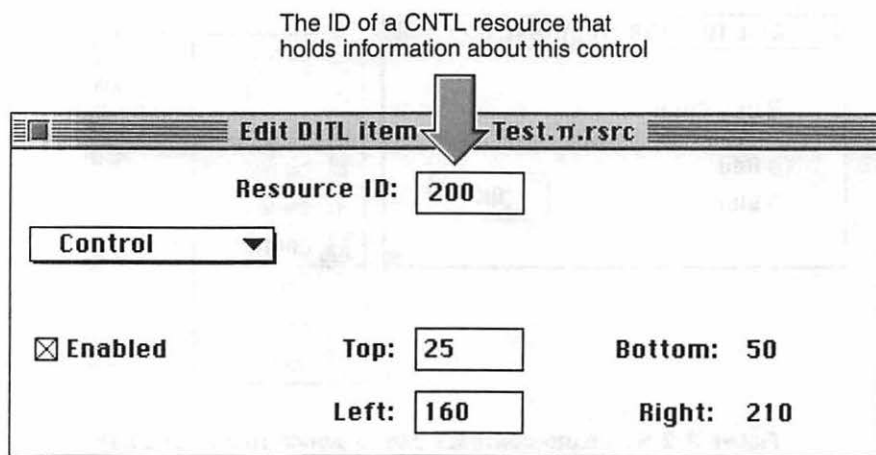 The ID of a CNTL resource that
holds information about this control
Edit DITL item Test.π.rsrc
Resource ID: 200
Control
Enabled Top: 25 Bottom: 50
Left: 160 Right: 210